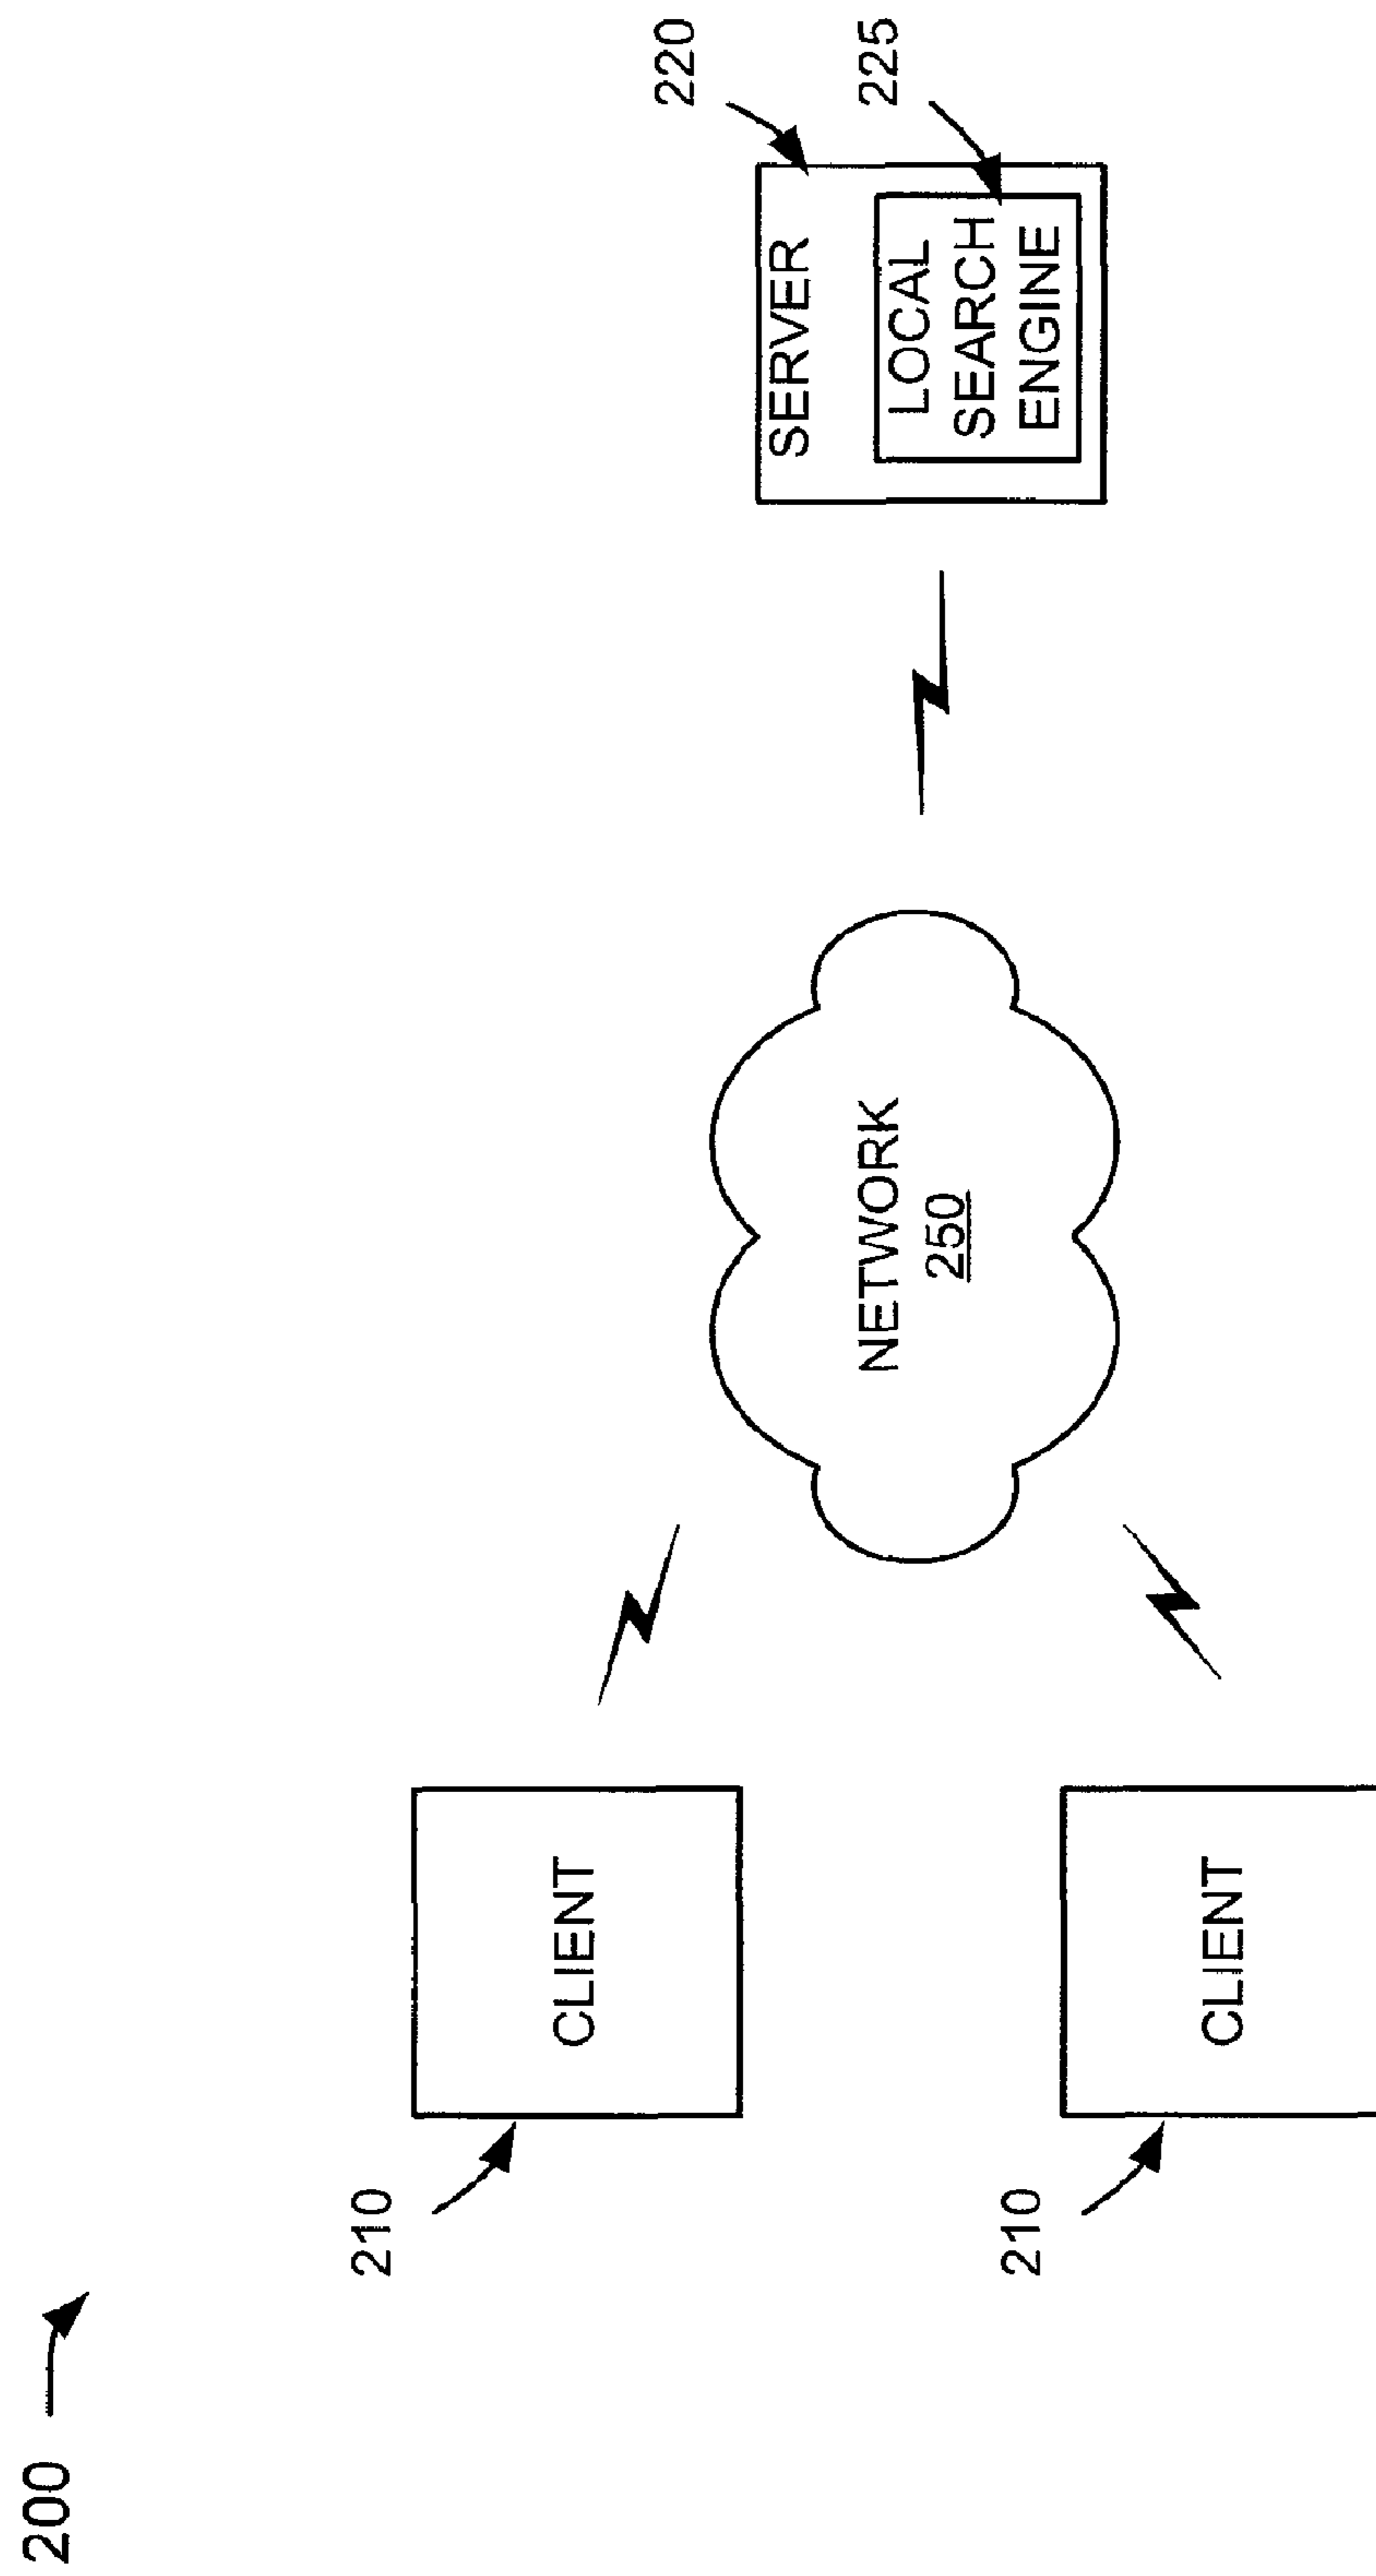 200
210
CLIENT
210
CLIENT
NETWORK
250
220
SERVER
225
LOCAL
SEARCH
ENGINE